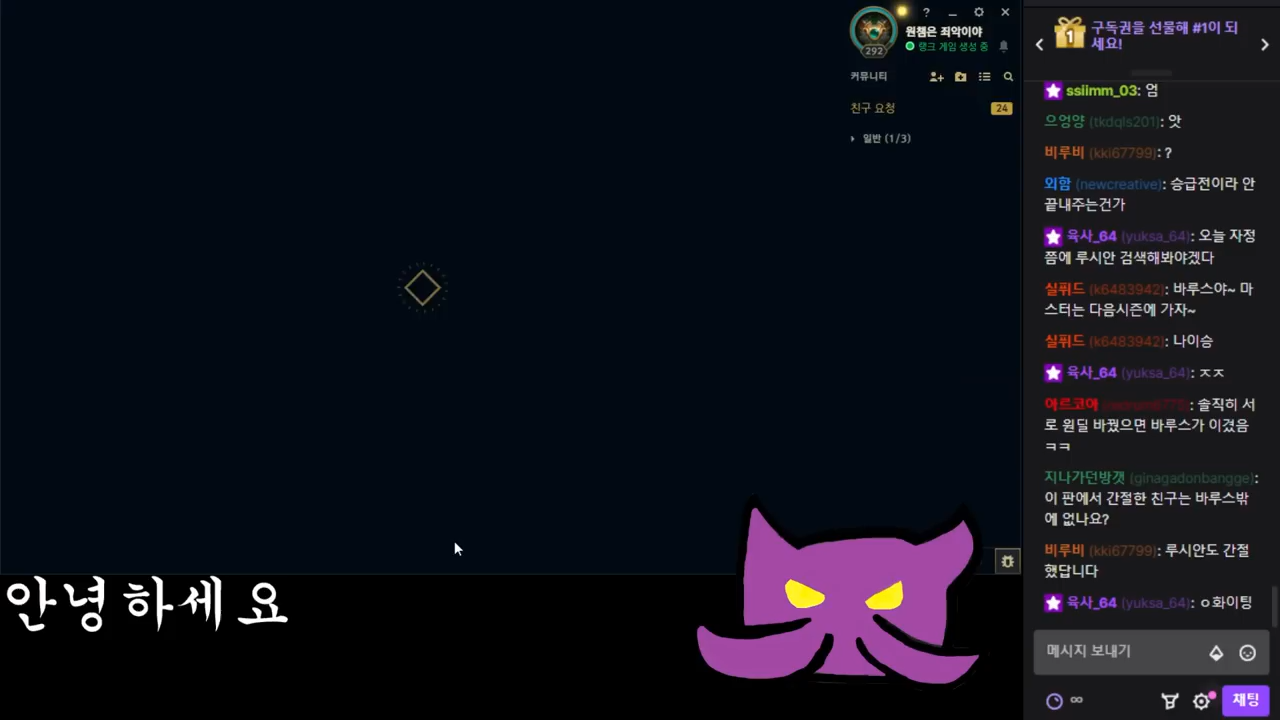 원챔은 죄악이야
292
랭크 게임 생성 중
커뮤니티
친구 요청
24
일반 (1/3)
안녕하세요
1
구독권을 선물해 #1이 되
세요!
ssiimm_03: 엄
으엉양 (tkdqls201): 앗
비루비 (kki67799): ?
외함 (newcreative): 승급전이라 안
끝내주는건가
육사_64 (yuksa_64): 오늘 자정
쯤에 루시안 검색해봐야겠다
실퓌드 (k6483942): 바루스야~ 마
스터는 다음시즌에 가자~
실퓌드 (k6483942): 나이승
육사_64 (yuksa_64): ㅈㅈ
아르코아 : 솔직히 서
로 원딜 바꿨으면 바루스가 이겼음
ㅋㅋ
지나가던방갯 (ginagadonbangge):
이 판에서 간절한 친구는 바루스밖
에 없나요?
비루비 (kki67799): 루시안도 간절
했답니다
육사_64 (yuksa_64): ㅇ화이팅
메시지 보내기
채팅